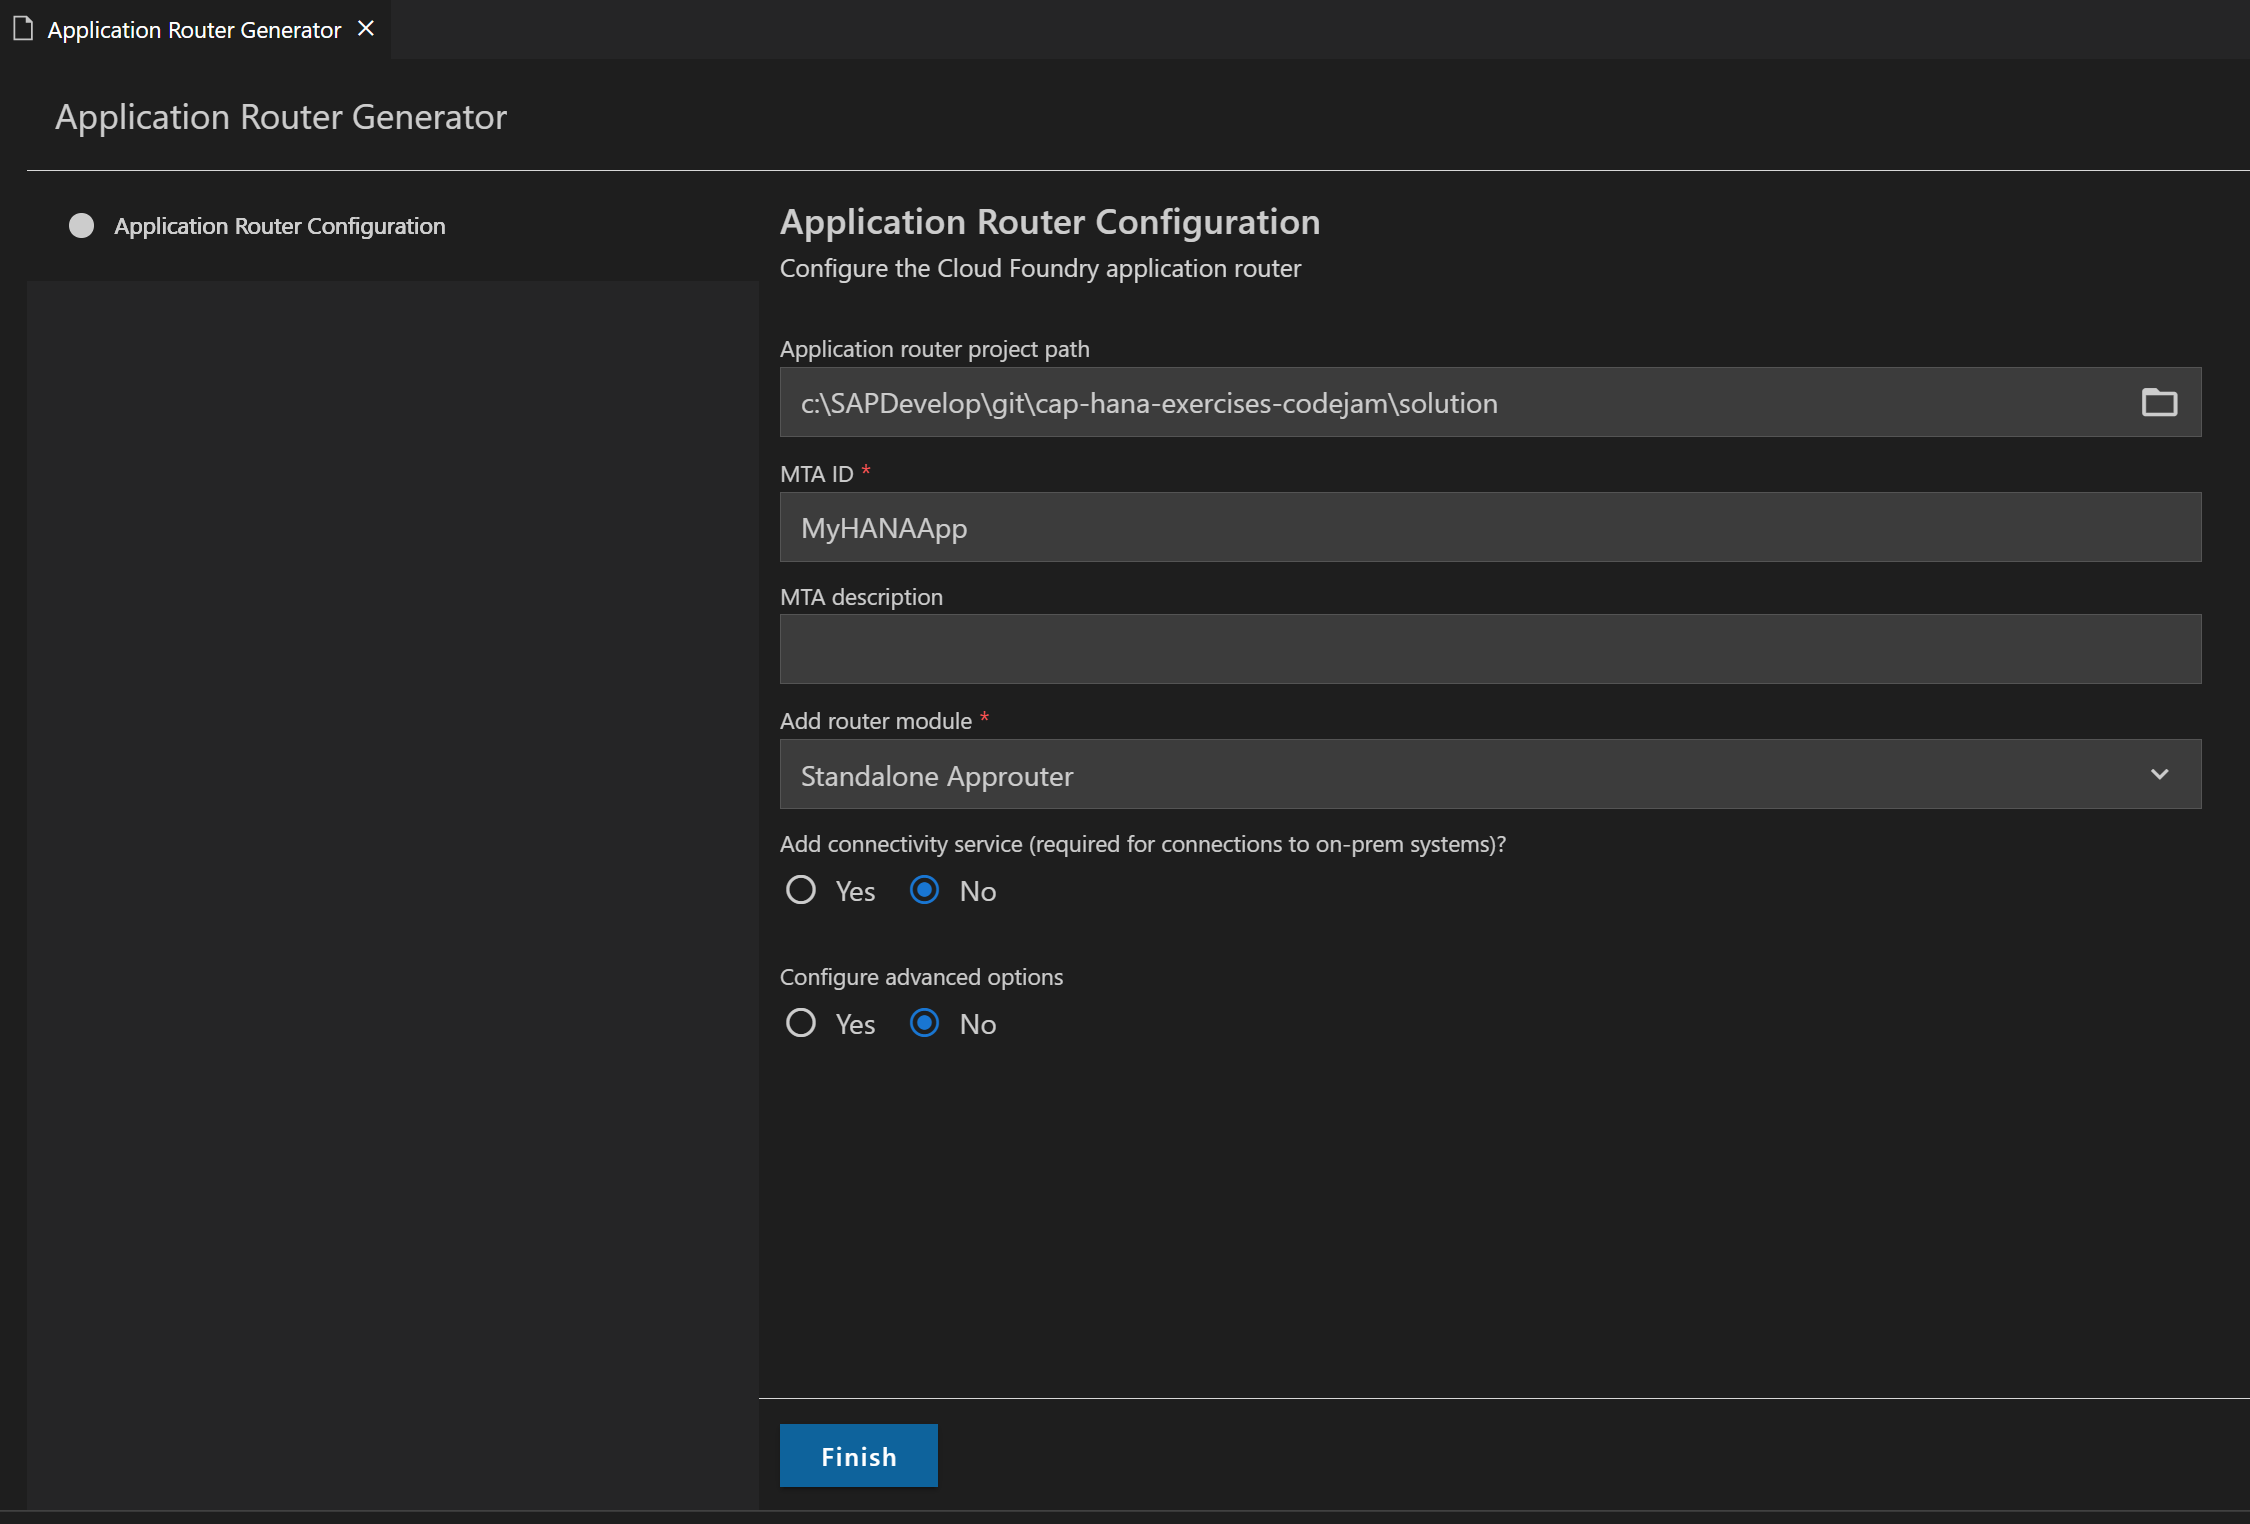 Application Router Generator
Application Router Generator
Application Router Configuration
Application Router Configuration
Configure the Cloud Foundry application router
Application router project path
c:\SAPDevelop\git\cap-hana-exercises-codejam\solution
MTA ID *
MyHANAApp
MTA description
Add router module *
Standalone Approuter
Add connectivity service (required for connections to on-prem systems)?
Yes No
Configure advanced options
Yes No
Finish